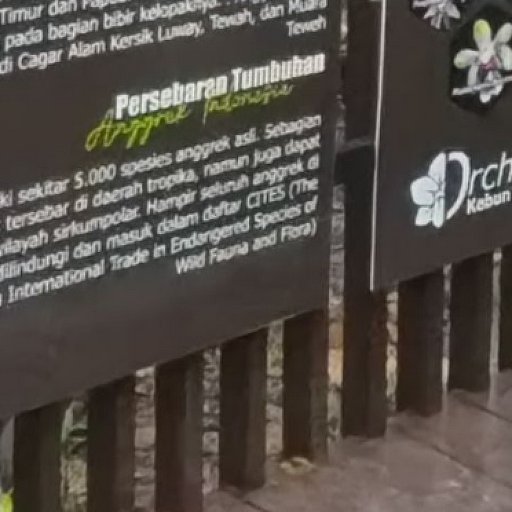 Timur dan Papua
pada bagian bibir kelopaknya.
di Cagar Alam Kersik Luway, Tewah, dan Muara
Teweh
Persebaran Tumbuhan
Anggrek Indonesia
sekitar 5.000 spesies anggrek asli. Sebagian
tersebar di daerah tropika, namun juga dapat
wilayah sirkumpolar. Hampir seluruh anggrek di
dilindungi dan masuk dalam daftar CITES (The
International Trade in Endangered Species of
Wild Fauna and Flora)
Orch
Kebun